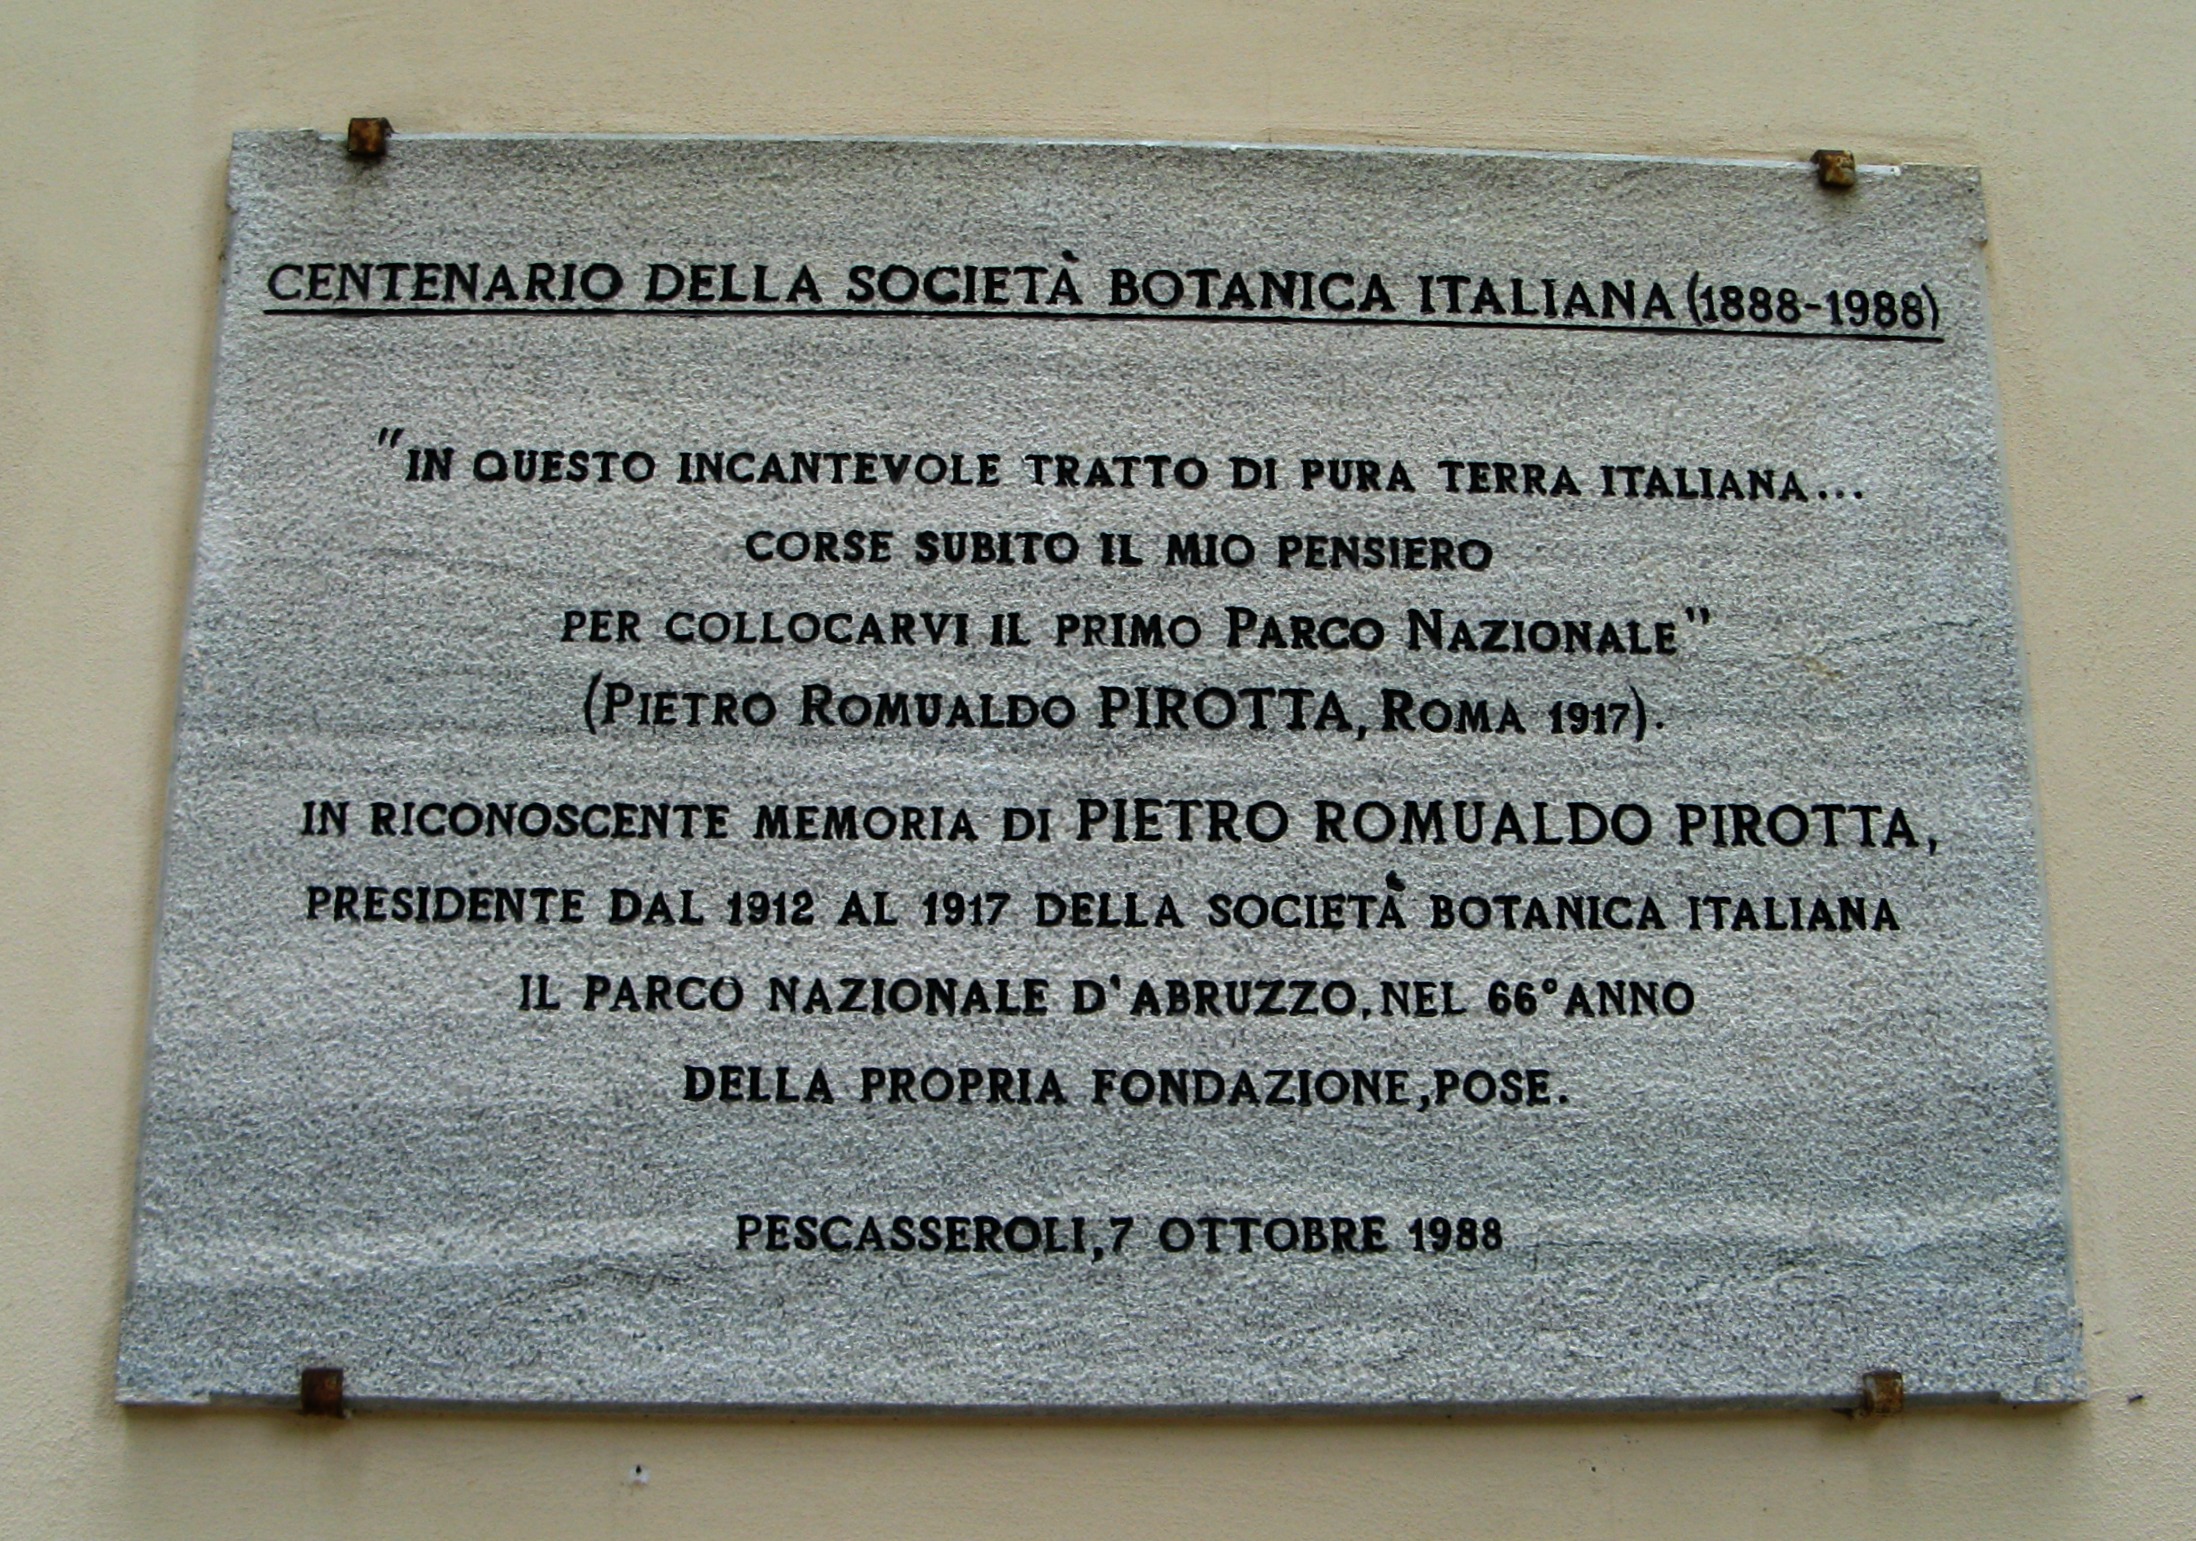 CENTENARIO DELLA SOCIETÀ BOTANICA ITALIANA (1888-1988)
"IN QUESTO INCANTEVOLE TRATTO DI PURA TERRA ITALIANA...
CORSE SUBITO IL MIO PENSIERO
PER COLLOCARVI IL PRIMO PARCO NAZIONALE"
(PIETRO ROMUALDO PIROTTA, ROMA 1917).
IN RICONOSCENTE MEMORIA DI PIETRO ROMUALDO PIROTTA,
PRESIDENTE DAL 1912 AL 1917 DELLA SOCIETÀ BOTANICA ITALIANA
IL PARCO NAZIONALE D'ABRUZZO, NEL 66° ANNO
DELLA PROPRIA FONDAZIONE, POSE.
PESCASSEROLI, 7 OTTOBRE 1988